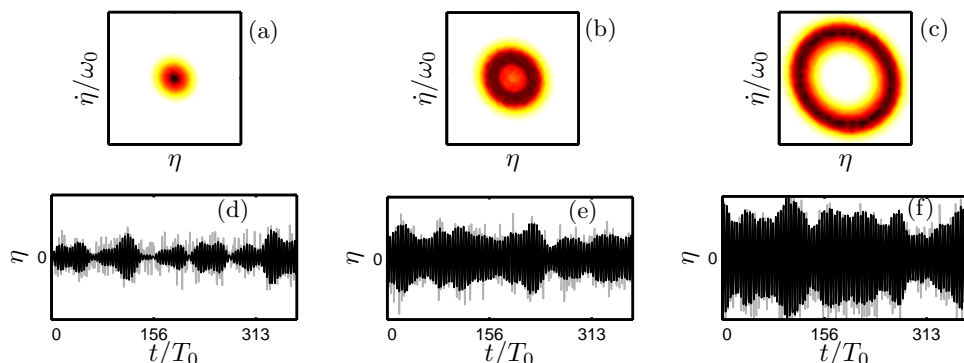 (a) (b) (c)
η̇/ω₀ η̇/ω₀ η̇/ω₀
η η η
(d) (e) (f)
η 0 η 0 η 0
0 156 313 0 156 313 0 156 313
t/T₀ t/T₀ t/T₀